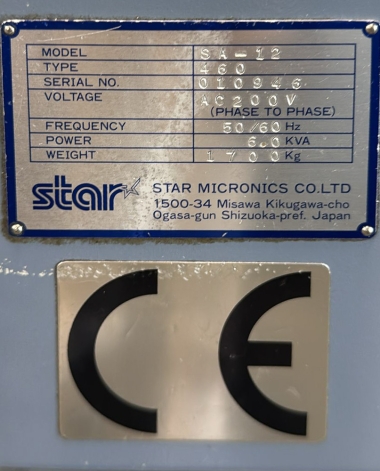 MODEL SA-12
TYPE 460
SERIAL NO. 010946
VOLTAGE AC200V
(PHASE TO PHASE)
FREQUENCY 50/60 Hz
POWER 6.0 KVA
WEIGHT 1700 Kg
star STAR MICRONICS CO.LTD
1,500-34 Misawa Kikugawa-cho
Ogasa-gun Shizuoka-pref. Japan
CE